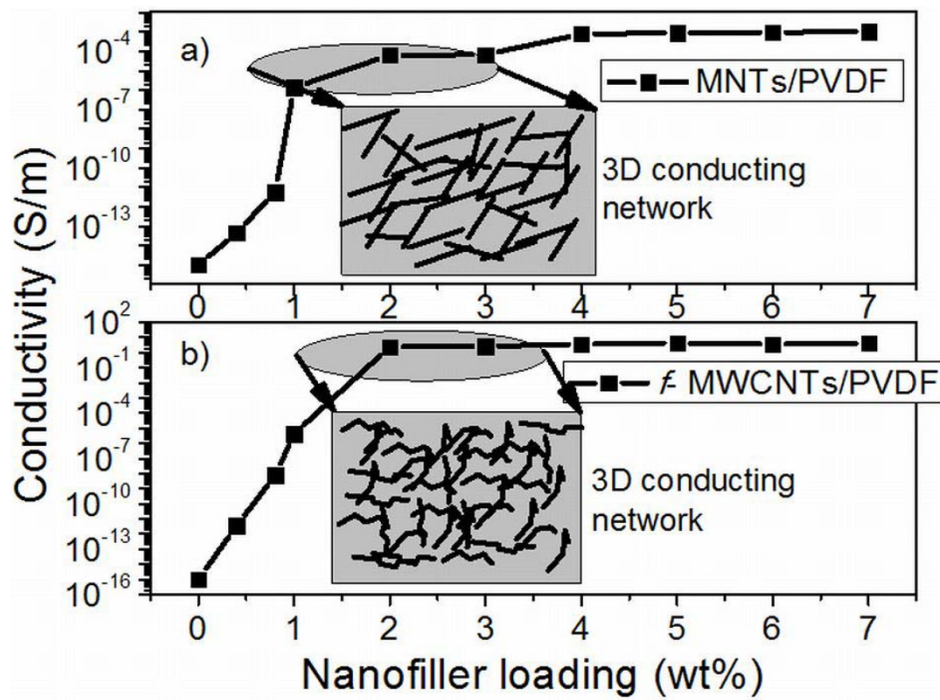 a)
10⁻⁴
10⁻⁷
10⁻¹⁰
10⁻¹³
MNTs/PVDF
3D conducting
network
0 1 2 3 4 5 6 7
b)
10²
10⁻¹
10⁻⁴
10⁻⁷
10⁻¹⁰
10⁻¹³
10⁻¹⁶
f- MWCNTs/PVDF
3D conducting
network
0 1 2 3 4 5 6 7
Conductivity (S/m)
Nanofiller loading (wt%)